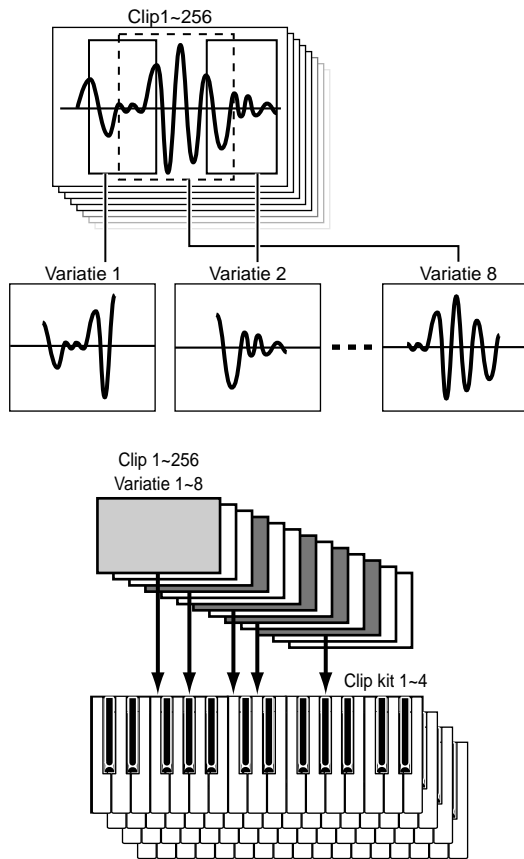 Clip1~256
Variatie 1
Variatie 2
Variatie 8
Clip 1~256
Variatie 1~8
Clip kit 1~4